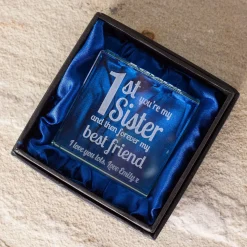 1st you're my
Sister
and then forever my
best friend.
I love you lots, love Emily x